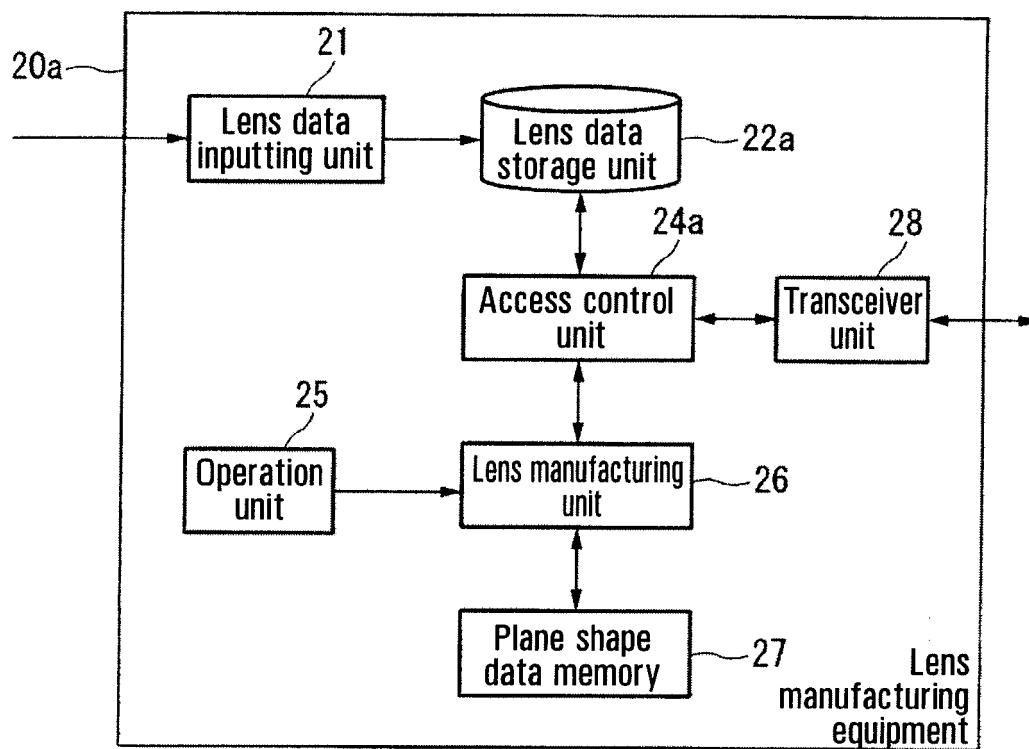 20a
21
Lens data
inputting unit
Lens data
storage unit
22a
24a
Access control
unit
28
Transceiver
unit
25
Operation
unit
Lens manufacturing
unit
26
Plane shape
data memory
27
Lens
manufacturing
equipment